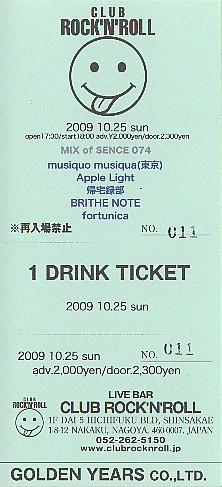 CLUB
ROCK'N'ROLL
2009 10.25 sun
open17:30/start18:00 adv.¥2,000yen/door.2,300yen
MIX of SENCE 074
musiquo musiqua(東京)
Apple Light
帰宅録部
BRITHE NOTE
fortunica
※再入場禁止
NO. 011
1 DRINK TICKET
2009 10.25 sun
2009 10.25 sun
NO. 011
adv.2,000yen/door.2,300yen
CLUB
ROCK'N'ROLL
LIVE BAR
CLUB ROCK'N'ROLL
1F DAI 5 HICHIFUKU BLD, SHINSAKAE
1-8-12 NAKAKU, NAGOYA. 460-0007, JAPAN
052-262-5150
www.clubrocknroll.jp
GOLDEN YEARS CO.,LTD.